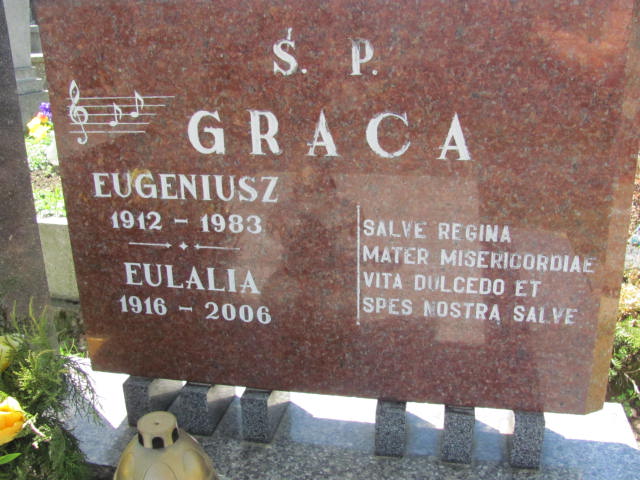 Ś. P.
GRACA
EUGENIUSZ
1912 - 1983
EULALIA
1916 - 2006
SALVE REGINA
MATER MISERICORDIAE
VITA DULCEDO ET
SPES NOSTRA SALVE